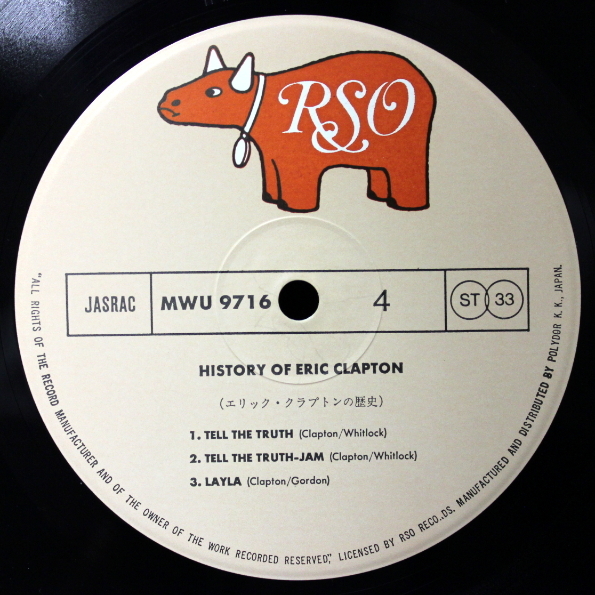 RSO
JASRAC
MWU 9716
4
ST 33
HISTORY OF ERIC CLAPTON
(エリック・クラプトンの歴史)
1. TELL THE TRUTH (Clapton/Whitlock)
2. TELL THE TRUTH-JAM (Clapton/Whitlock)
3. LAYLA (Clapton/Gordon)
"ALL RIGHTS OF THE RECORD MANUFACTURER AND OF THE OWNER OF THE WORK RECORDED RESERVED," LICENSED BY RSO RECO..DS. MANUFACTURED AND DISTRIBUTED BY POLYDOR K. K., JAPAN.